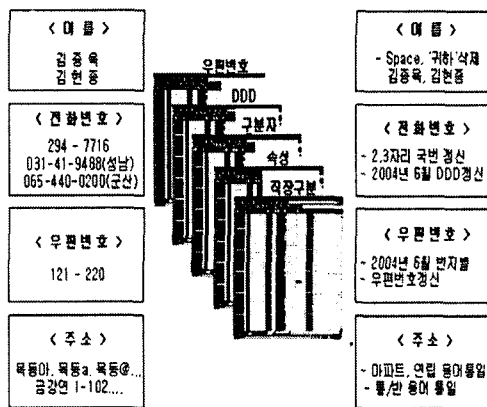 < 이 름 >
김 종 욱
김 현 종
< 전 화 번 호 >
294 - 7716
031-41-9488(성남)
065-440-0200(군산)
< 우 편 번 호 >
121 - 220
< 주 소 >
목동아, 목동a, 목동@...
금강연 1-102....
우편번호
DDD
구분자
속성
직장구분
< 이 름 >
- Space, '귀하'삭제
김종욱, 김현종
< 전 화 번 호 >
- 2,3자리 국번 정신
- 2004년 6월 DDD갱신
< 우 편 번 호 >
- 2004년 6월 번지별
- 우편번호갱신
< 주 소 >
- 아파트, 연립 용어통일
- 통/반 용어 통일